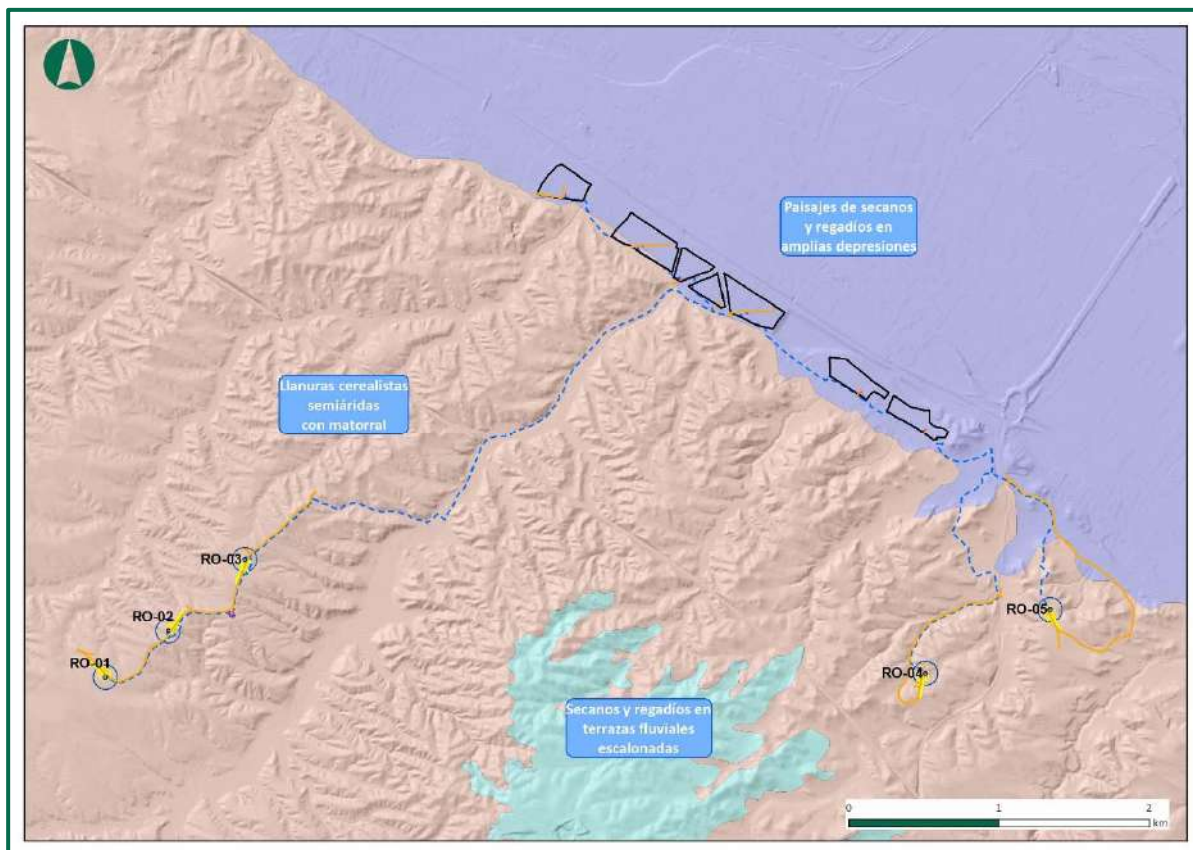 Paisajes de secanos
y regadíos en
amplias depresiones
Llanuras cerealistas
semiáridas
con matorral
RO-03
RO-02
RO-01
RO-05
RO-04
Secanos y regadíos en
terrazas fluviales
escalonadas
0 1 2
km